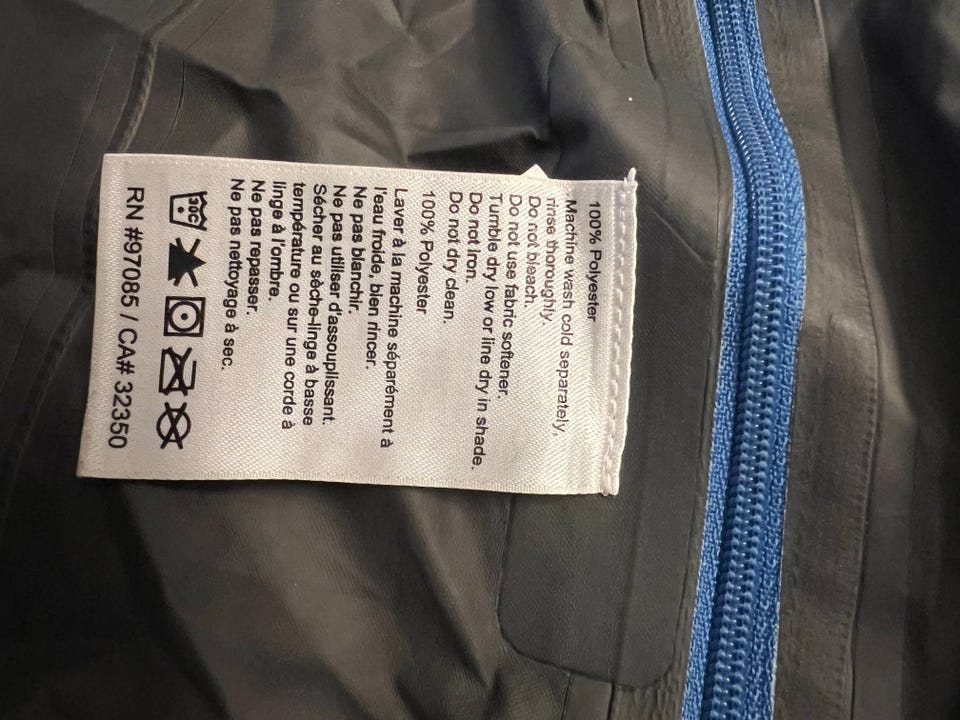 100% Polyester
Machine wash cold separately,
rinse thoroughly.
Do not bleach.
Do not use fabric softener.
Tumble dry low or line dry in shade.
Do not iron.
Do not dry clean.
100% Polyester
Laver à la machine séparément à
l'eau froide, bien rincer.
Ne pas blanchir.
Ne pas utiliser d'assouplissant.
Sécher au sèche-linge à basse
température ou sur une corde à
linge à l'ombre.
Ne pas repasser.
Ne pas nettoyage à sec.
30C
RN #97085 / CA# 32350